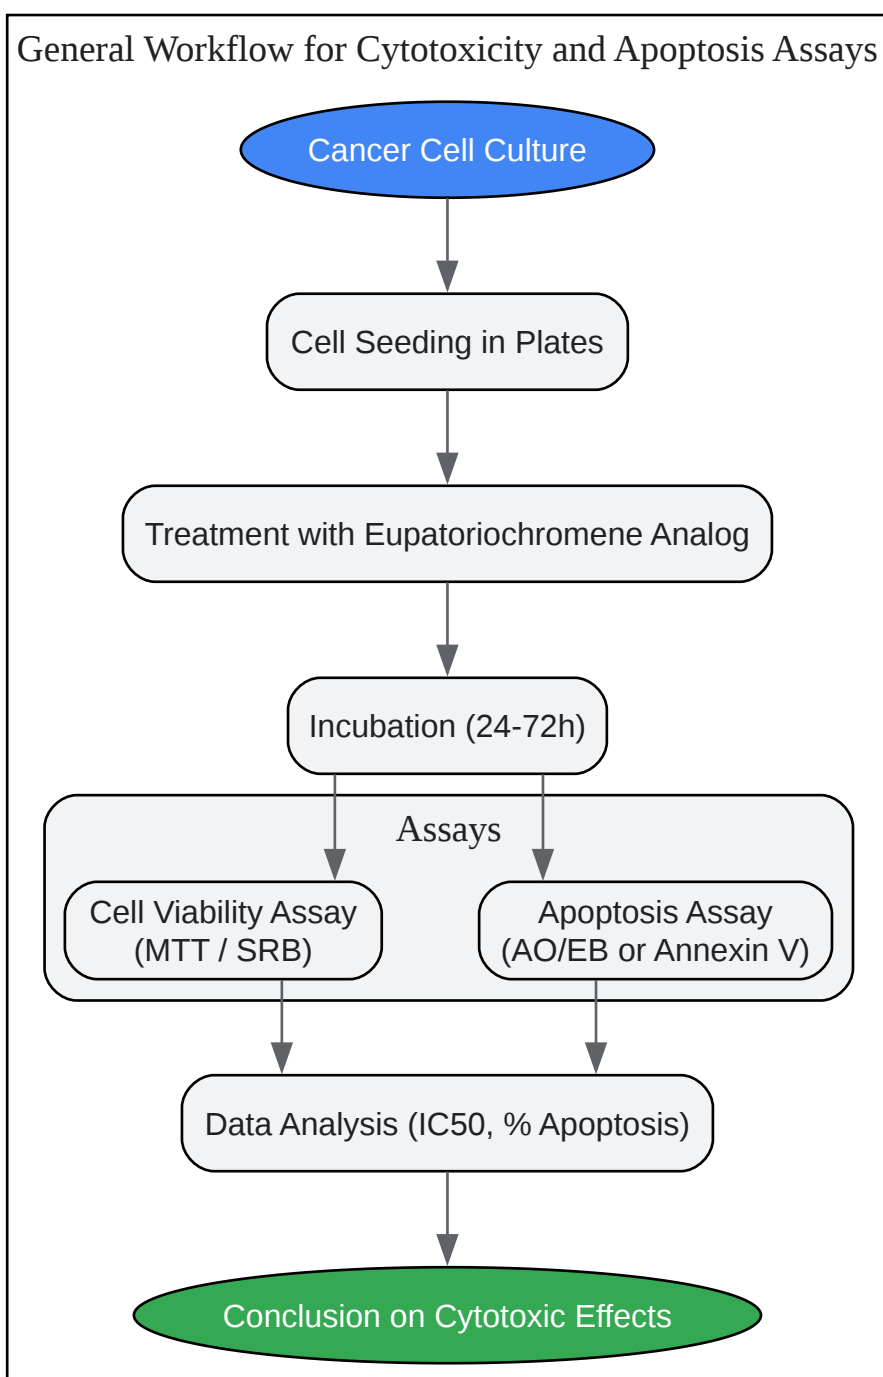 General Workflow for Cytotoxicity and Apoptosis Assays
Cancer Cell Culture
Cell Seeding in Plates
Treatment with Eupatoriochromene Analog
Incubation (24-72h)
Assays
Cell Viability Assay
(MTT / SRB)
Apoptosis Assay
(AO/EB or Annexin V)
Data Analysis (IC50, % Apoptosis)
Conclusion on Cytotoxic Effects